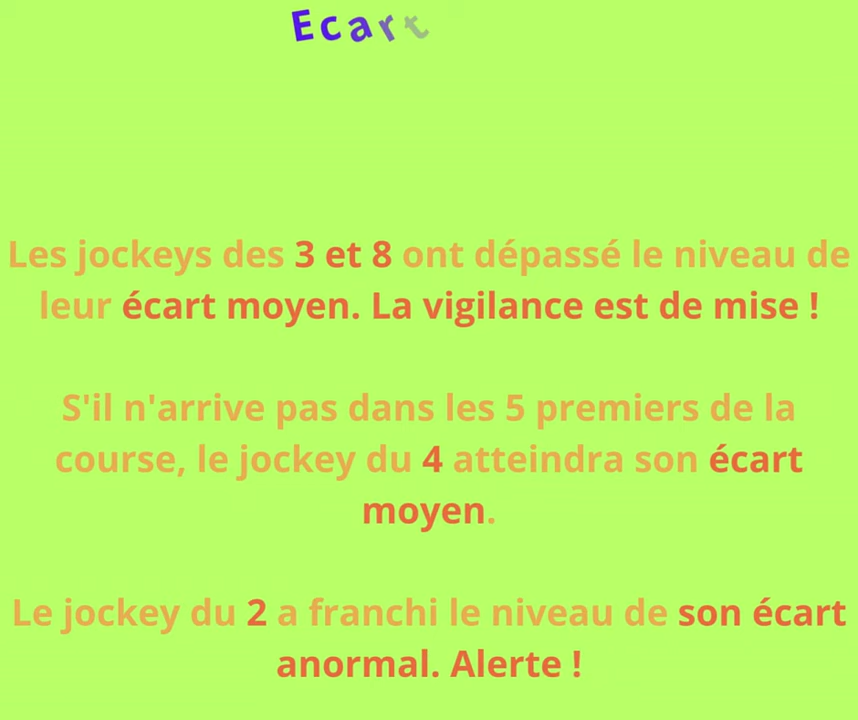 Ecart
Les jockeys des 3 et 8 ont dépassé le niveau de
leur écart moyen. La vigilance est de mise !
S'il n'arrive pas dans les 5 premiers de la
course, le jockey du 4 atteindra son écart
moyen.
Le jockey du 2 a franchi le niveau de son écart
anormal. Alerte !